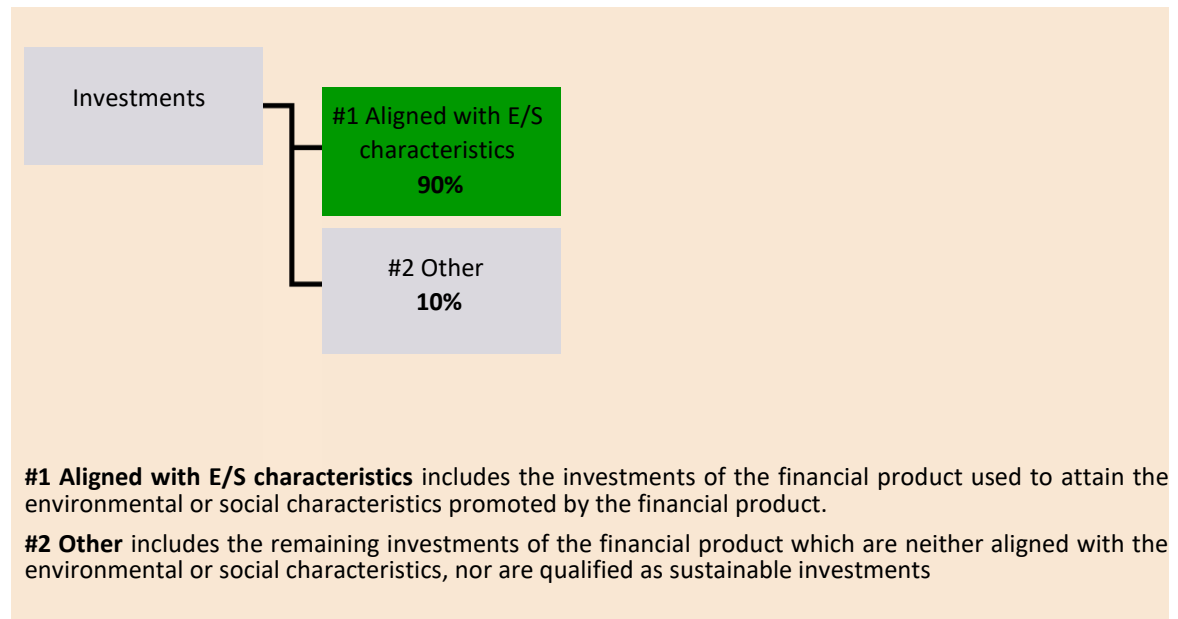 Investments
#1 Aligned with E/S
characteristics
90%
#2 Other
10%
#1 Aligned with E/S characteristics includes the investments of the financial product used to attain the
environmental or social characteristics promoted by the financial product.
#2 Other includes the remaining investments of the financial product which are neither aligned with the
environmental or social characteristics, nor are qualified as sustainable investments